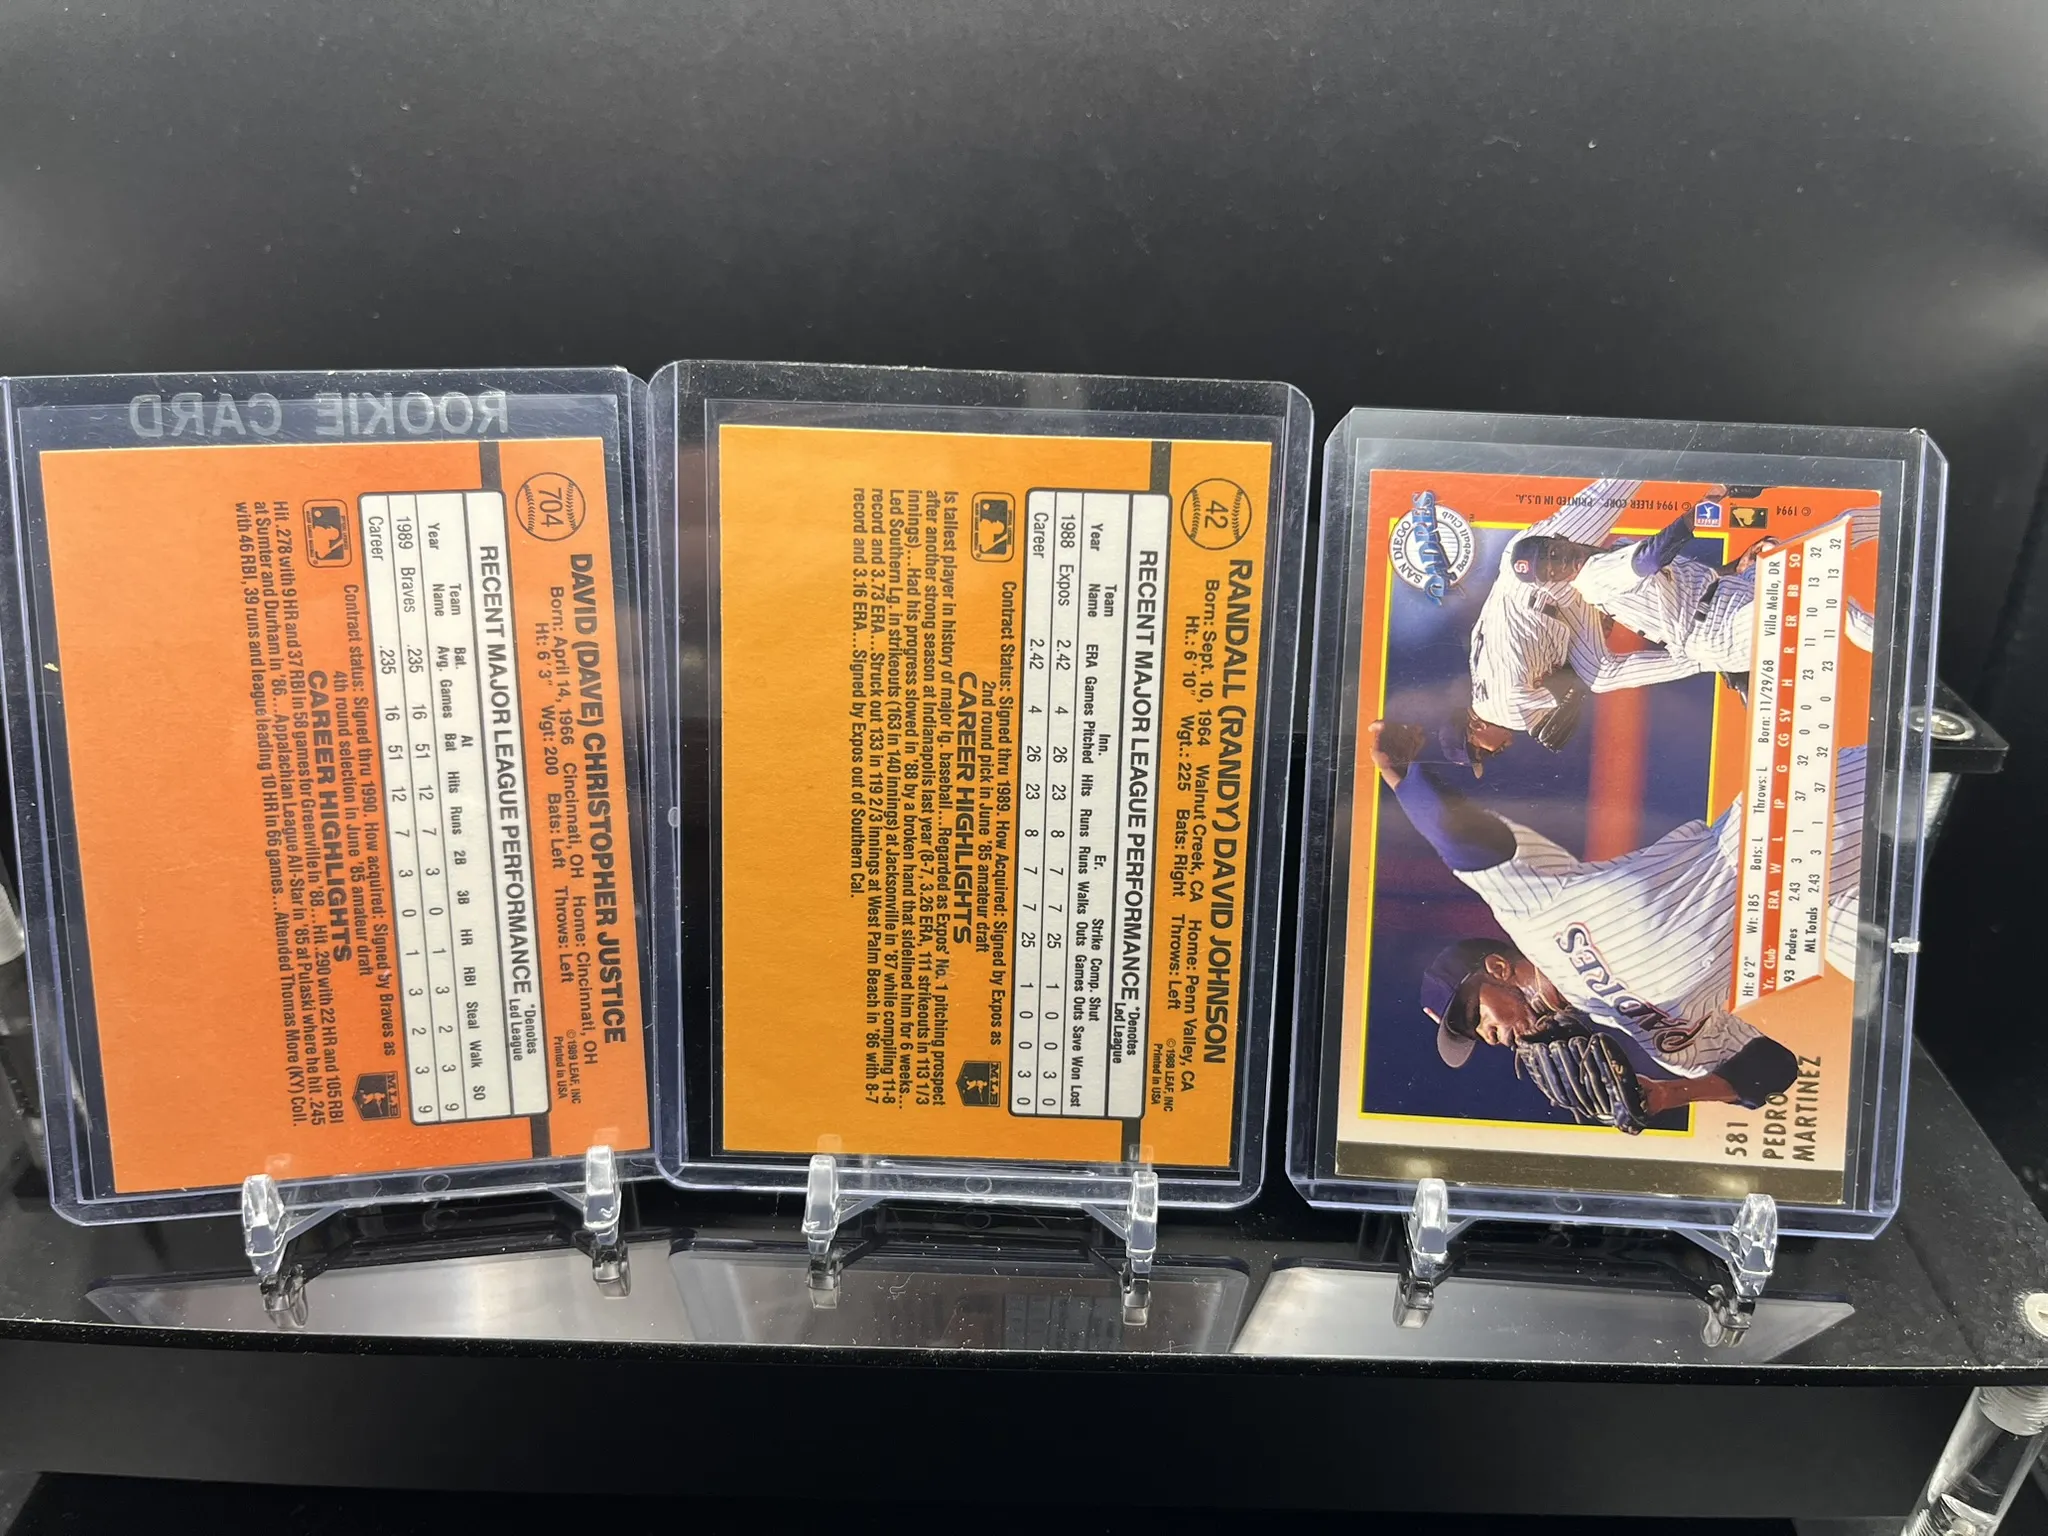 ROOKIE CARD
704
DAVID (DAVE) CHRISTOPHER JUSTICE
Born: April 14, 1966 Cincinnati, OH Home: Cincinnati, OH
Ht: 6'3" Wgt: 200 Bats: Left Throws: Left
©1989 LEAF, INC
Printed in USA
RECENT MAJOR LEAGUE PERFORMANCE *Denotes
Led League
Team Bat. At
Year Name Avg. Games Bat Hits Runs 2B 3B HR RBI Steal Walk SO
1989 Braves .235 16 51 12 7 3 0 1 3 2 3 9
Career .235 16 51 12 7 3 0 1 3 2 3 9
Contract status: Signed thru 1990. How acquired: Signed by Braves as
4th round selection in June '85 amateur draft
CAREER HIGHLIGHTS
MLB
Hit .278 with 9 HR and 37 RBI in 58 games for Greenville in '88...Hit .290 with 22 HR and 105 RBI
at Sumter and Durham in '86...Appalachian League All-Star in '85 at Pulaski where he hit .245
with 46 RBI, 39 runs and league leading 10 HR in 66 games...Attended Thomas More (KY) Coll.
42
RANDALL (RANDY) DAVID JOHNSON
Born: Sept. 10, 1964 Walnut Creek, CA Home: Penn Valley, CA
Ht.: 6'10" Wgt.: 225 Bats: Right Throws: Left
©1988 LEAF, INC
Printed in USA
RECENT MAJOR LEAGUE PERFORMANCE *Denotes
Led League
Team Inn. Er. Strike Comp. Shut
Year Name ERA Games Pitched Hits Runs Runs Walks Outs Games Outs Save Won Lost
1988 Expos 2.42 4 26 23 8 7 7 25 1 0 0 3 0
Career 2.42 4 26 23 8 7 7 25 1 0 0 3 0
Contract Status: Signed thru 1989. How Acquired: Signed by Expos as
2nd round pick in June '85 amateur draft
CAREER HIGHLIGHTS
MLB
Is tallest player in history of major lg. baseball...Regarded as Expos' No. 1 pitching prospect
after another strong season at Indianapolis last year (8-7, 3.26 ERA, 111 strikeouts in 113 1/3
innings)...Had his progress slowed in '88 by a broken hand that sidelined him for 6 weeks...
Led Southern Lg. in strikeouts (163 in 140 innings) at Jacksonville in '87 while compiling 11-8
record and 3.73 ERA...Struck out 133 in 119 2/3 innings at West Palm Beach in '86 with 8-7
record and 3.16 ERA...Signed by Expos out of Southern Cal.
SAN DIEGO
PADRES
Baseball Club
PADRES
581
PEDRO
MARTINEZ
Ht: 6'2" Wt: 185 Bats: L Throws: L Born: 11/29/68 Villa Mella, DR
Yr. Club ERA W L IP G CG SV H R ER BB SO
93 Padres 2.43 3 1 37 32 0 0 23 11 10 13 32
ML Totals 2.43 3 1 37 32 0 0 23 11 10 13 32
© 1994
© 1994 FLEER CORP. PRINTED IN U.S.A.